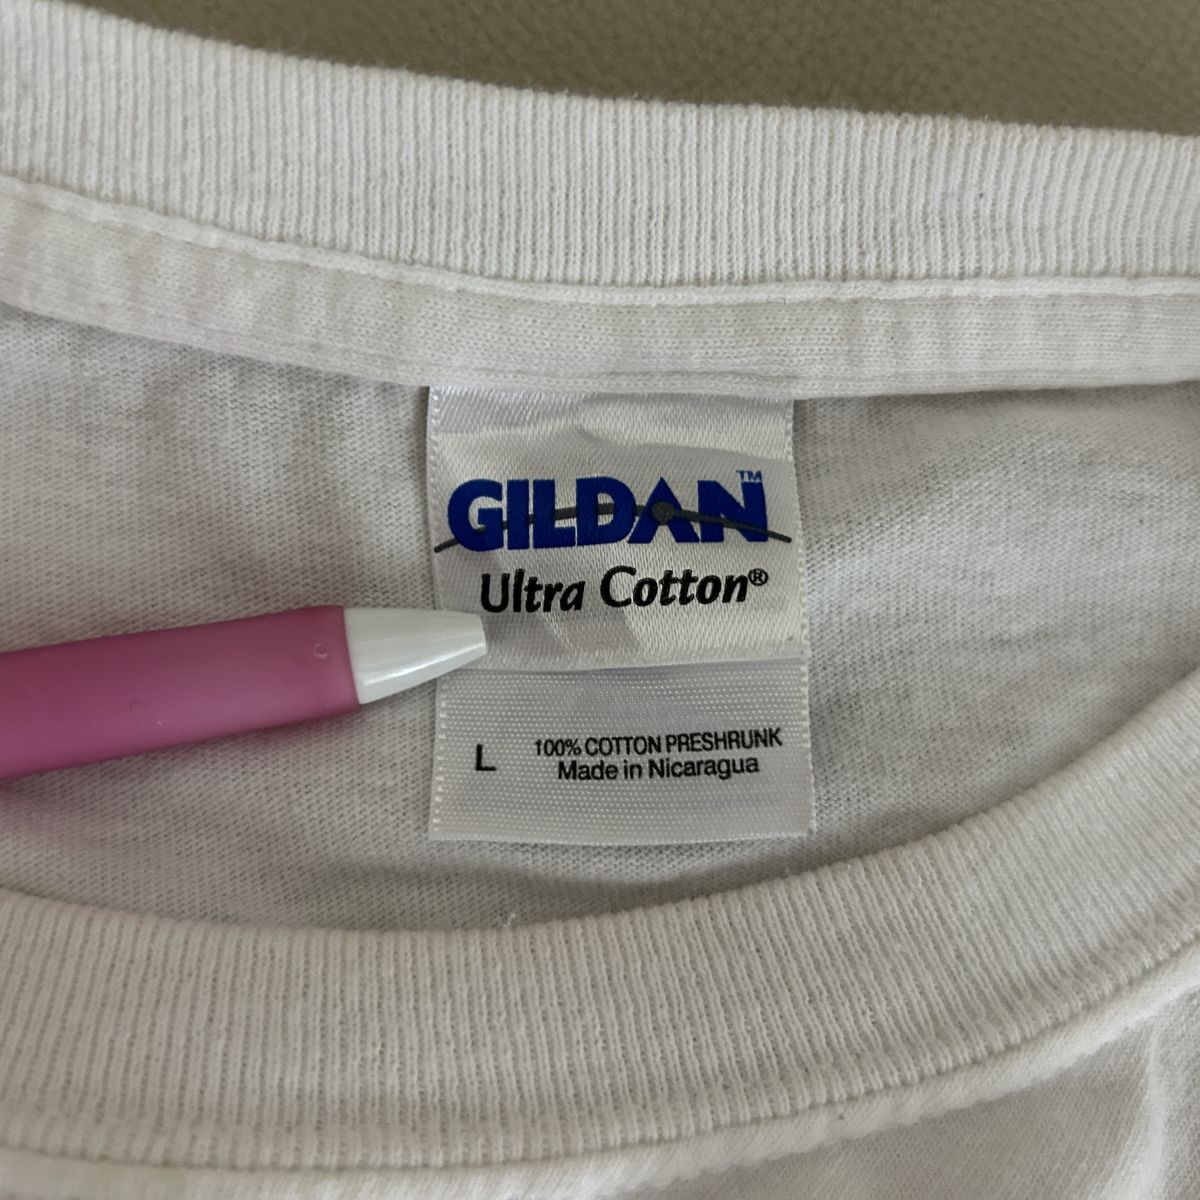 GILDAN™
Ultra Cotton®
L
100% COTTON PRESHRUNK
Made in Nicaragua